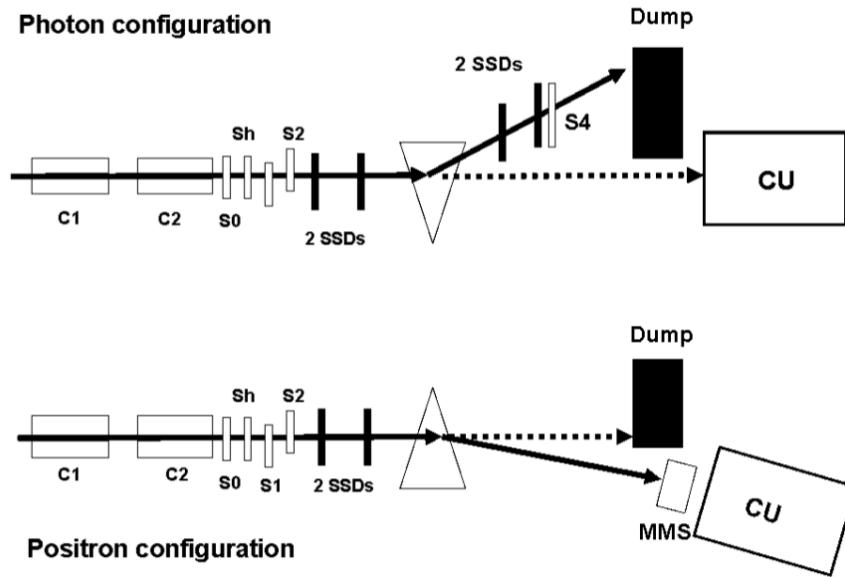 Photon configuration
Dump
2 SSDs
Sh
S2
S4
CU
C1
C2
S0
2 SSDs
Dump
Sh
S2
C1
C2
S0
S1
2 SSDs
CU
MMS
Positron configuration